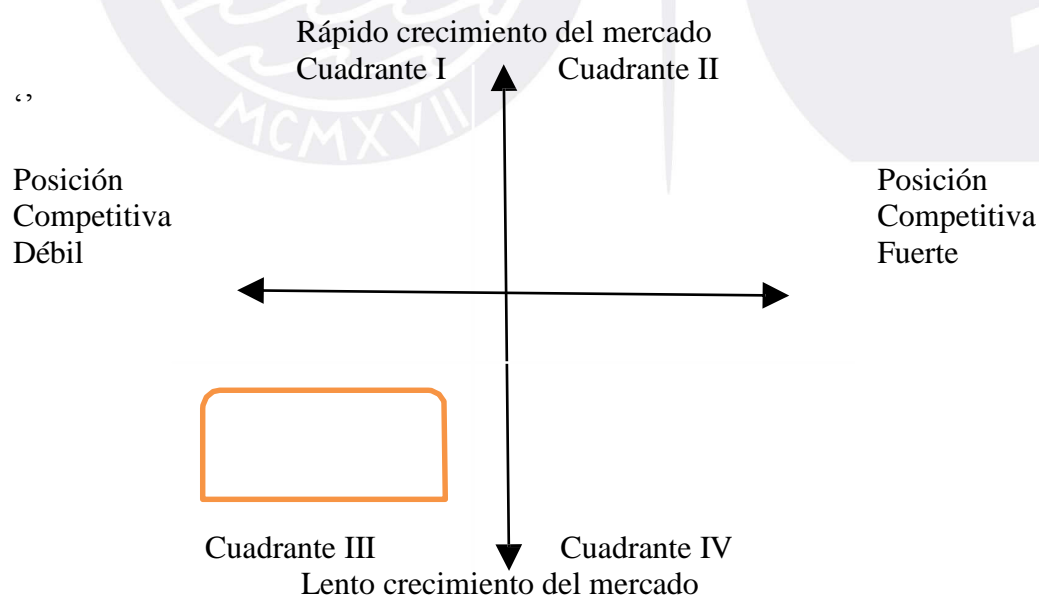 Rápido crecimiento del mercado
Cuadrante I Cuadrante II
‘’
MCMXVII
Posición Posición
Competitiva Competitiva
Débil Fuerte
Cuadrante III Cuadrante IV
Lento crecimiento del mercado